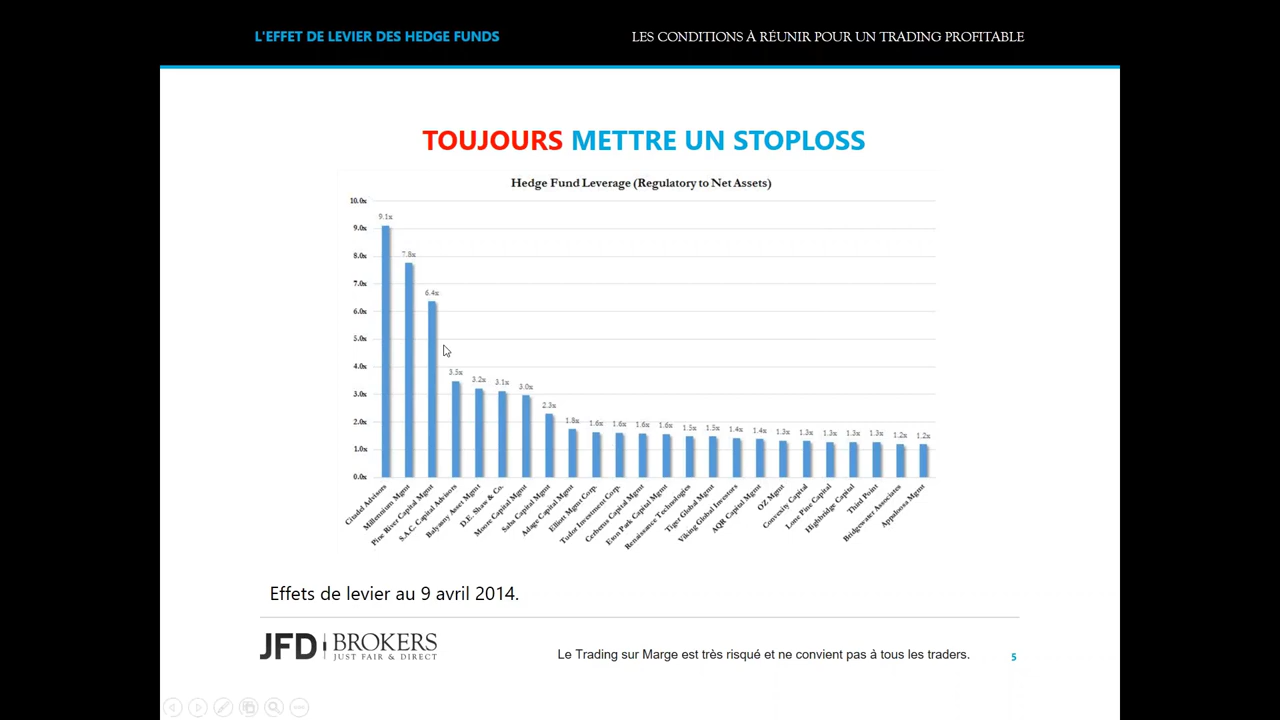 L'EFFET DE LEVIER DES HEDGE FUNDS
LES CONDITIONS À RÉUNIR POUR UN TRADING PROFITABLE
TOUJOURS METTRE UN STOPLOSS
Hedge Fund Leverage (Regulatory to Net Assets)
10.0x
9.0x
8.0x
7.0x
6.0x
5.0x
4.0x
3.0x
2.0x
1.0x
0.0x
9.1x
7.8x
6.4x
3.5x
3.2x
3.1x
3.0x
2.3x
1.8x
1.6x
1.6x
1.6x
1.6x
1.5x
1.5x
1.4x
1.4x
1.3x
1.3x
1.3x
1.3x
1.3x
1.2x
1.2x
Citadel Advisors
Millennium Mgmt
Pine River Capital Mgmt
S.A.C. Capital Advisors
Balyasny Asset Mgmt
D.E. Shaw & Co.
Moore Capital Mgmt
Saba Capital Mgmt
Adage Capital Mgmt
Elliott Mgmt Corp.
Tudor Investment Corp.
Cerberus Capital Mgmt
Eton Park Capital Mgmt
Renaissance Technologies
Tiger Global Mgmt
Viking Global Investors
AQR Capital Mgmt
OZ Mgmt
Convexity Capital
Lone Pine Capital
Highbridge Capital
Third Point
Bridgewater Associates
Appaloosa Mgmt
Effets de levier au 9 avril 2014.
JFD BROKERS
JUST FAIR & DIRECT
Le Trading sur Marge est très risqué et ne convient pas à tous les traders.
5